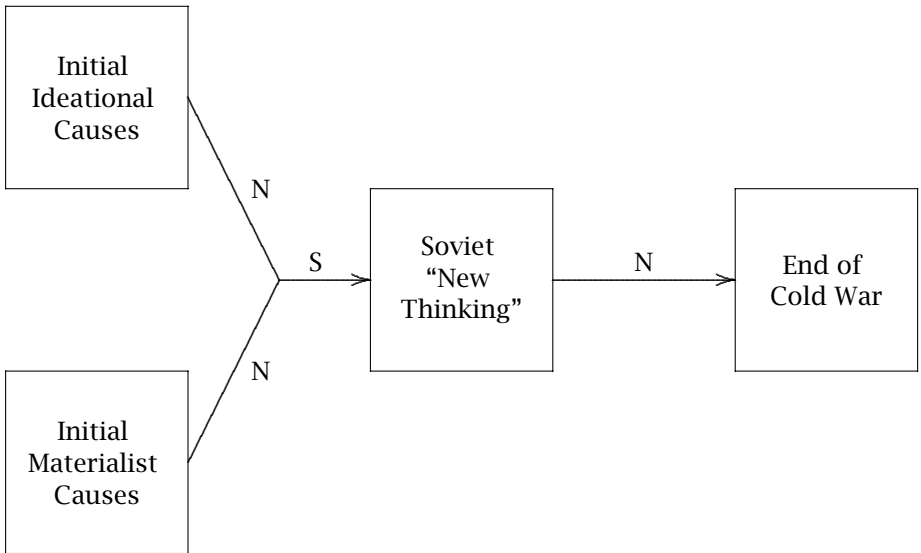 Initial
Ideational
Causes
N
S
Soviet
“New
Thinking”
N
End of
Cold War
N
Initial
Materialist
Causes